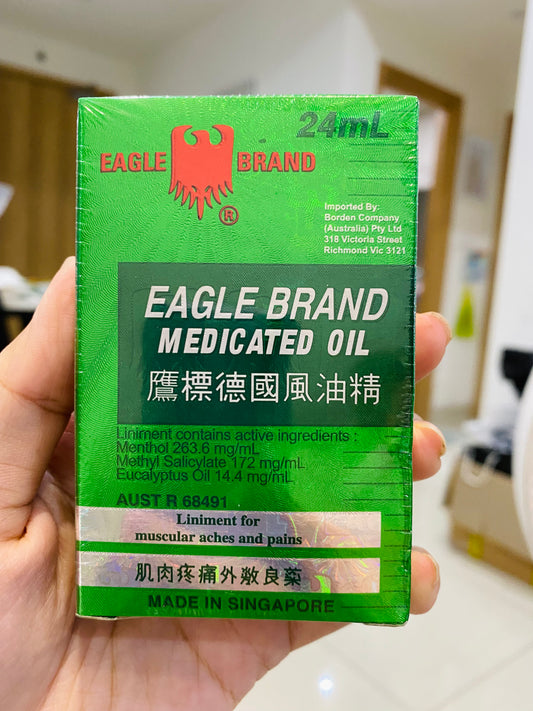 24mL
EAGLE BRAND
®
Imported By:
Borden Company
(Australia) Pty Ltd
318 Victoria Street
Richmond Vic 3121
EAGLE BRAND
MEDICATED OIL
鷹標德國風油精
Liniment contains active ingredients :
Menthol 263.6 mg/mL
Methyl Salicylate 172 mg/mL
Eucalyptus Oil 14.4 mg/mL
AUST R 68491
Liniment for
muscular aches and pains
肌肉疼痛外敷良藥
MADE IN SINGAPORE